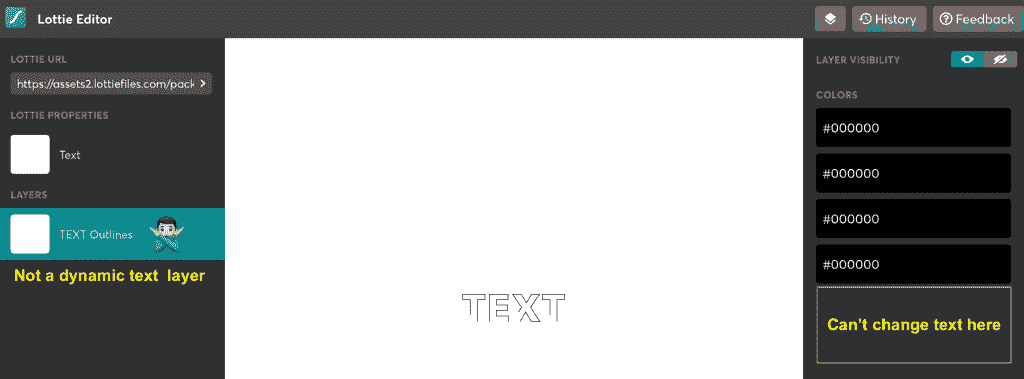 Lottie Editor
History
Feedback
LOTTIE URL
https://assets2.lottiefiles.com/pack
LOTTIE PROPERTIES
Text
LAYERS
TEXT Outlines
Not a dynamic text layer
TEXT
LAYER VISIBILITY
COLORS
#000000
#000000
#000000
#000000
Can't change text here